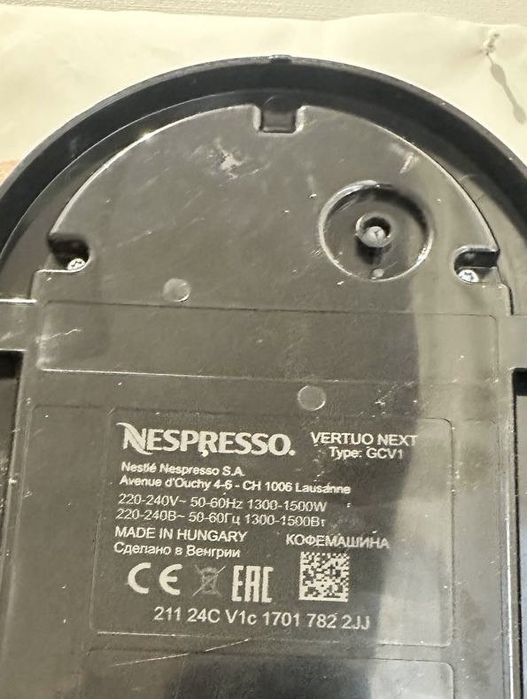 NESPRESSO. VERTUO NEXT
Type: GCV1
Nestlé Nespresso S.A.
Avenue d'Ouchy 4-6 - CH 1006 Lausanne
220-240V~ 50-60Hz 1300-1500W
220-240В~ 50-60Гц 1300-1500Вт
MADE IN HUNGARY КОФЕМАШИНА
Сделано в Венгрии
CE EAC
211 24C V1c 1701 782 2JJ